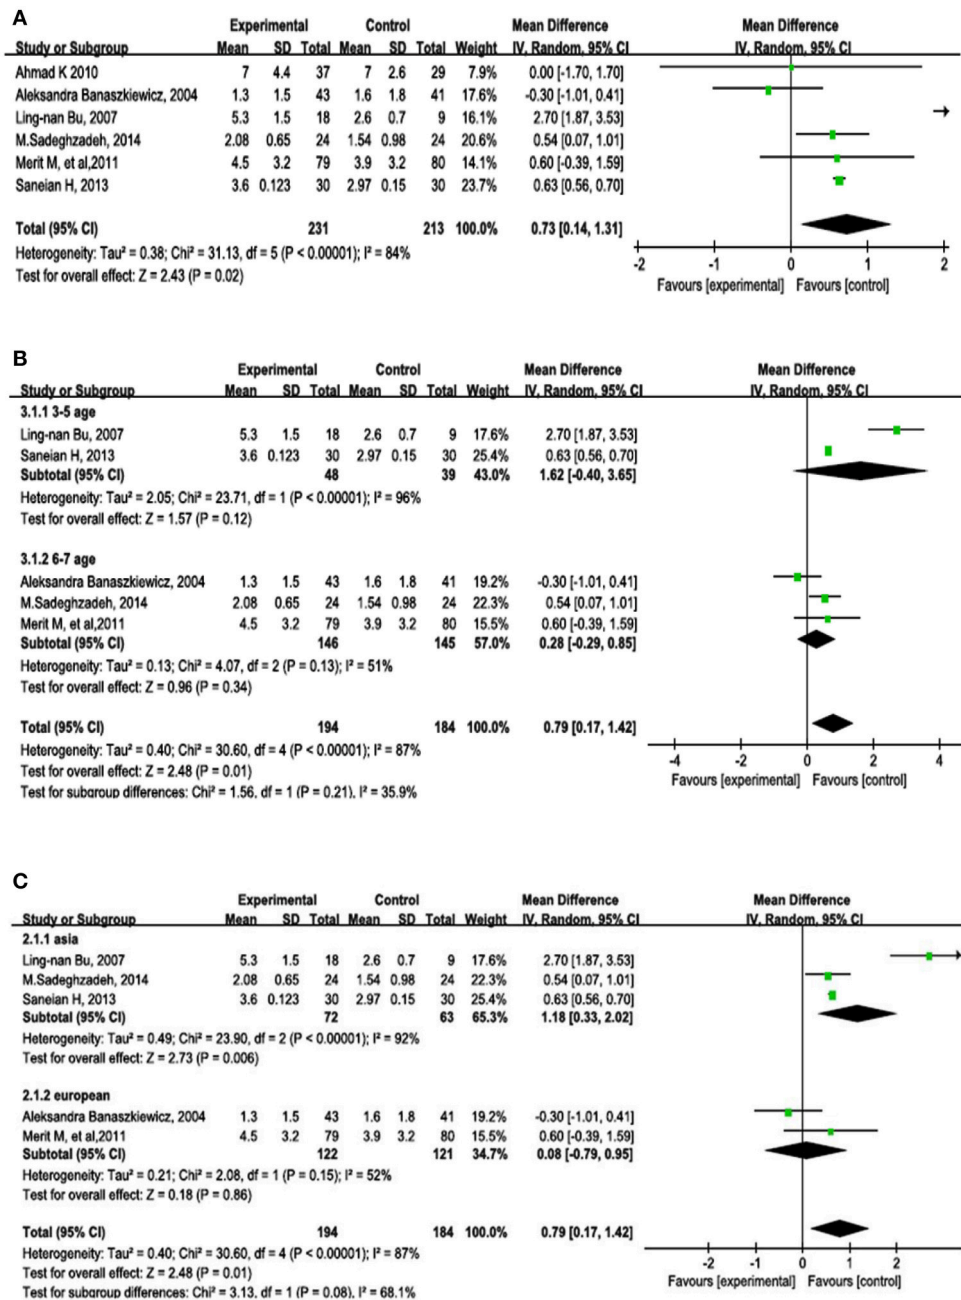 A
Experimental Control Mean Difference Mean Difference
Study or Subgroup Mean SD Total Mean SD Total Weight IV, Random, 95% CI IV, Random, 95% CI
Ahmad K 2010 7 4.4 37 7 2.6 29 7.9% 0.00 [-1.70, 1.70]
Aleksandra Banaszkiewicz, 2004 1.3 1.5 43 1.6 1.8 41 17.6% -0.30 [-1.01, 0.41]
Ling-nan Bu, 2007 5.3 1.5 18 2.6 0.7 9 16.1% 2.70 [1.87, 3.53]
M.Sadeghzadeh, 2014 2.08 0.65 24 1.54 0.98 24 20.6% 0.54 [0.07, 1.01]
Merit M, et al,2011 4.5 3.2 79 3.9 3.2 80 14.1% 0.60 [-0.39, 1.59]
Saneian H, 2013 3.6 0.123 30 2.97 0.15 30 23.7% 0.63 [0.56, 0.70]
Total (95% CI) 231 213 100.0% 0.73 [0.14, 1.31]
Heterogeneity: Tau² = 0.38; Chi² = 31.13, df = 5 (P < 0.00001); I² = 84%
Test for overall effect: Z = 2.43 (P = 0.02)
-2 -1 0 1 2
Favours [experimental] Favours [control]
B
Experimental Control Mean Difference Mean Difference
Study or Subgroup Mean SD Total Mean SD Total Weight IV, Random, 95% CI IV, Random, 95% CI
3.1.1 3-5 age
Ling-nan Bu, 2007 5.3 1.5 18 2.6 0.7 9 17.6% 2.70 [1.87, 3.53]
Saneian H, 2013 3.6 0.123 30 2.97 0.15 30 25.4% 0.63 [0.56, 0.70]
Subtotal (95% CI) 48 39 43.0% 1.62 [-0.40, 3.65]
Heterogeneity: Tau² = 2.05; Chi² = 23.71, df = 1 (P < 0.00001); I² = 96%
Test for overall effect: Z = 1.57 (P = 0.12)
3.1.2 6-7 age
Aleksandra Banaszkiewicz, 2004 1.3 1.5 43 1.6 1.8 41 19.2% -0.30 [-1.01, 0.41]
M.Sadeghzadeh, 2014 2.08 0.65 24 1.54 0.98 24 22.3% 0.54 [0.07, 1.01]
Merit M, et al,2011 4.5 3.2 79 3.9 3.2 80 15.5% 0.60 [-0.39, 1.59]
Subtotal (95% CI) 146 145 57.0% 0.28 [-0.29, 0.85]
Heterogeneity: Tau² = 0.13; Chi² = 4.07, df = 2 (P = 0.13); I² = 51%
Test for overall effect: Z = 0.96 (P = 0.34)
Total (95% CI) 194 184 100.0% 0.79 [0.17, 1.42]
Heterogeneity: Tau² = 0.40; Chi² = 30.60, df = 4 (P < 0.00001); I² = 87%
Test for overall effect: Z = 2.48 (P = 0.01)
Test for subgroup differences: Chi² = 1.56, df = 1 (P = 0.21), I² = 35.9%
-4 -2 0 2 4
Favours [experimental] Favours [control]
C
Experimental Control Mean Difference Mean Difference
Study or Subgroup Mean SD Total Mean SD Total Weight IV, Random, 95% CI IV, Random, 95% CI
2.1.1 asia
Ling-nan Bu, 2007 5.3 1.5 18 2.6 0.7 9 17.6% 2.70 [1.87, 3.53]
M.Sadeghzadeh, 2014 2.08 0.65 24 1.54 0.98 24 22.3% 0.54 [0.07, 1.01]
Saneian H, 2013 3.6 0.123 30 2.97 0.15 30 25.4% 0.63 [0.56, 0.70]
Subtotal (95% CI) 72 63 65.3% 1.18 [0.33, 2.02]
Heterogeneity: Tau² = 0.49; Chi² = 23.90, df = 2 (P < 0.00001); I² = 92%
Test for overall effect: Z = 2.73 (P = 0.006)
2.1.2 european
Aleksandra Banaszkiewicz, 2004 1.3 1.5 43 1.6 1.8 41 19.2% -0.30 [-1.01, 0.41]
Merit M, et al,2011 4.5 3.2 79 3.9 3.2 80 15.5% 0.60 [-0.39, 1.59]
Subtotal (95% CI) 122 121 34.7% 0.08 [-0.79, 0.95]
Heterogeneity: Tau² = 0.21; Chi² = 2.08, df = 1 (P = 0.15); I² = 52%
Test for overall effect: Z = 0.18 (P = 0.86)
Total (95% CI) 194 184 100.0% 0.79 [0.17, 1.42]
Heterogeneity: Tau² = 0.40; Chi² = 30.60, df = 4 (P < 0.00001); I² = 87%
Test for overall effect: Z = 2.48 (P = 0.01)
Test for subgroup differences: Chi² = 3.13, df = 1 (P = 0.08), I² = 68.1%
-2 -1 0 1 2
Favours [experimental] Favours [control]